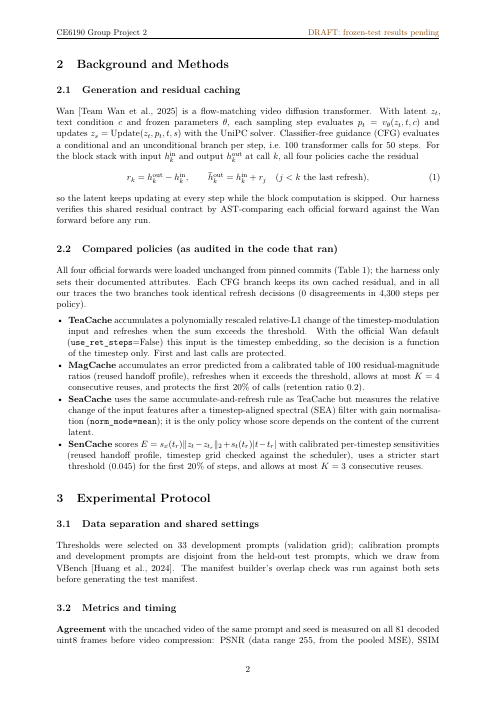 CE6190 Group Project 2
DRAFT: frozen-test results pending
2 Background and Methods
2.1 Generation and residual caching
Wan [Team Wan et al., 2025] is a flow-matching video diffusion transformer. With latent z_t,
text condition c and frozen parameters θ, each sampling step evaluates p_t = v_θ(z_t, t, c) and
updates z_s = Update(z_t, p_t, t, s) with the UniPC solver. Classifier-free guidance (CFG) evaluates
a conditional and an unconditional branch per step, i.e. 100 transformer calls for 50 steps. For
the block stack with input h_k^in and output h_k^out at call k, all four policies cache the residual
r_k = h_k^out − h_k^in, h̃_k^out = h_k^in + r_j (j < k the last refresh), (1)
so the latent keeps updating at every step while the block computation is skipped. Our harness
verifies this shared residual contract by AST-comparing each official forward against the Wan
forward before any run.
2.2 Compared policies (as audited in the code that ran)
All four official forwards were loaded unchanged from pinned commits (Table 1); the harness only
sets their documented attributes. Each CFG branch keeps its own cached residual, and in all
our traces the two branches took identical refresh decisions (0 disagreements in 4,300 steps per
policy).
• TeaCache accumulates a polynomially rescaled relative-L1 change of the timestep-modulation
input and refreshes when the sum exceeds the threshold. With the official Wan default
(use_ret_steps=False) this input is the timestep embedding, so the decision is a function
of the timestep only. First and last calls are protected.
• MagCache accumulates an error predicted from a calibrated table of 100 residual-magnitude
ratios (reused handoff profile), refreshes when it exceeds the threshold, allows at most K = 4
consecutive reuses, and protects the first 20% of calls (retention ratio 0.2).
• SeaCache uses the same accumulate-and-refresh rule as TeaCache but measures the relative
change of the input features after a timestep-aligned spectral (SEA) filter with gain normalisa-
tion (norm_mode=mean); it is the only policy whose score depends on the content of the current
latent.
• SenCache scores E = s_x(t_r)‖z_t − z_{t_r}‖_2 + s_t(t_r)|t − t_r| with calibrated per-timestep sensitivities
(reused handoff profile, timestep grid checked against the scheduler), uses a stricter start
threshold (0.045) for the first 20% of steps, and allows at most K = 3 consecutive reuses.
3 Experimental Protocol
3.1 Data separation and shared settings
Thresholds were selected on 33 development prompts (validation grid); calibration prompts
and development prompts are disjoint from the held-out test prompts, which we draw from
VBench [Huang et al., 2024]. The manifest builder's overlap check was run against both sets
before generating the test manifest.
3.2 Metrics and timing
Agreement with the uncached video of the same prompt and seed is measured on all 81 decoded
uint8 frames before video compression: PSNR (data range 255, from the pooled MSE), SSIM
2